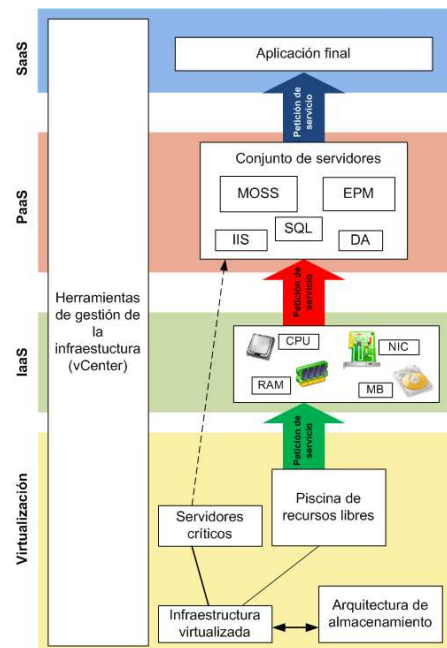 SaaS
Aplicación final
Petición de
servicio
PaaS
Conjunto de servidores
MOSS
EPM
SQL
IIS
DA
Herramientas
de gestión de
la
infraestuctura
(vCenter)
Petición de
servicio
IaaS
CPU
NIC
RAM
MB
Petición de
servicio
Virtualización
Servidores
críticos
Piscina de
recursos libres
Infraestructura
virtualizada
Arquitectura de
almacenamiento